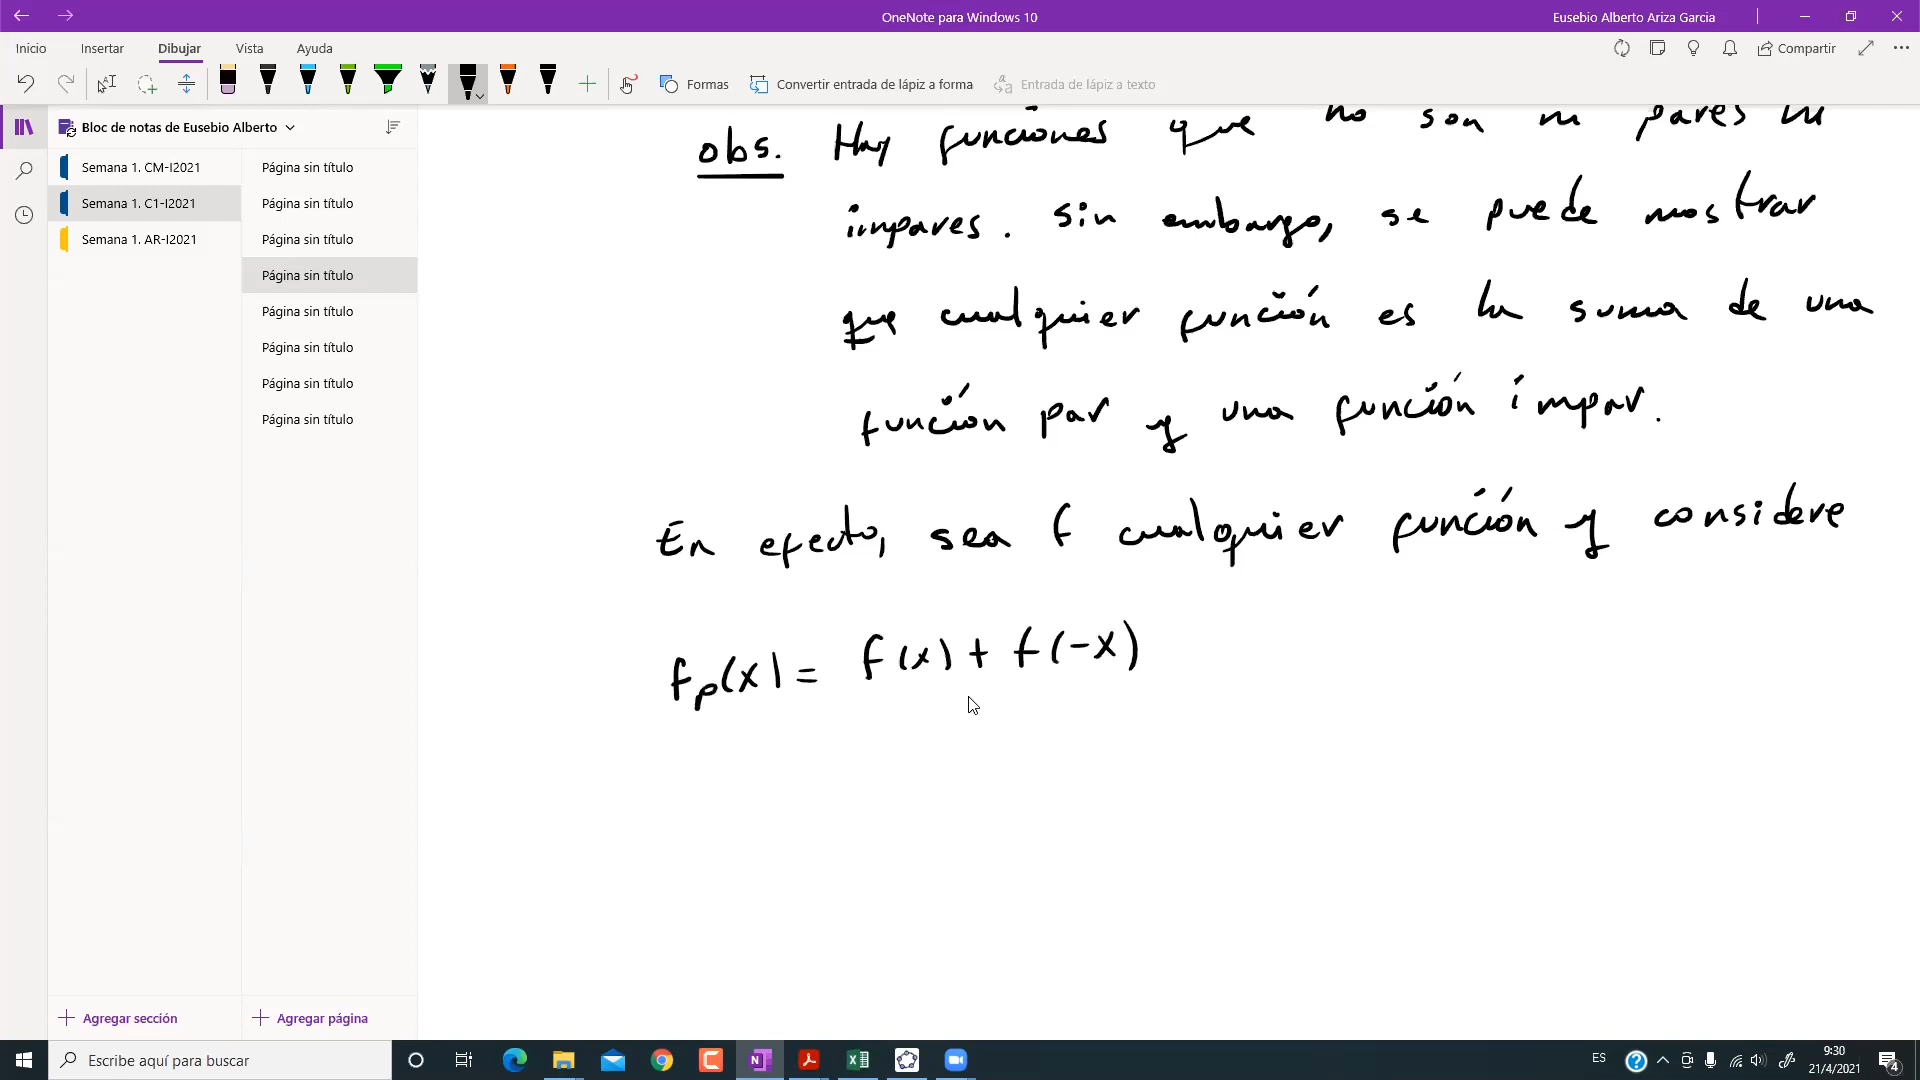 OneNote para Windows 10
Eusebio Alberto Ariza Garcia
Inicio Insertar Dibujar Vista Ayuda
Compartir
Formas
Convertir entrada de lápiz a forma
Entrada de lápiz a texto
Bloc de notas de Eusebio Alberto
Semana 1. CM-I2021
Semana 1. C1-I2021
Semana 1. AR-I2021
Página sin título
Página sin título
Página sin título
Página sin título
Página sin título
Página sin título
Página sin título
Página sin título
obs. Hay funciones que no son ni pares ni
impares. sin embargo, se puede mostrar
que cualquier función es la suma de una
función par y una función impar.
En efecto, sea f cualquier función y considere
fp(x) = f(x) + f(-x)
Agregar sección
Agregar página
Escribe aquí para buscar
ES
9:30
21/4/2021
4